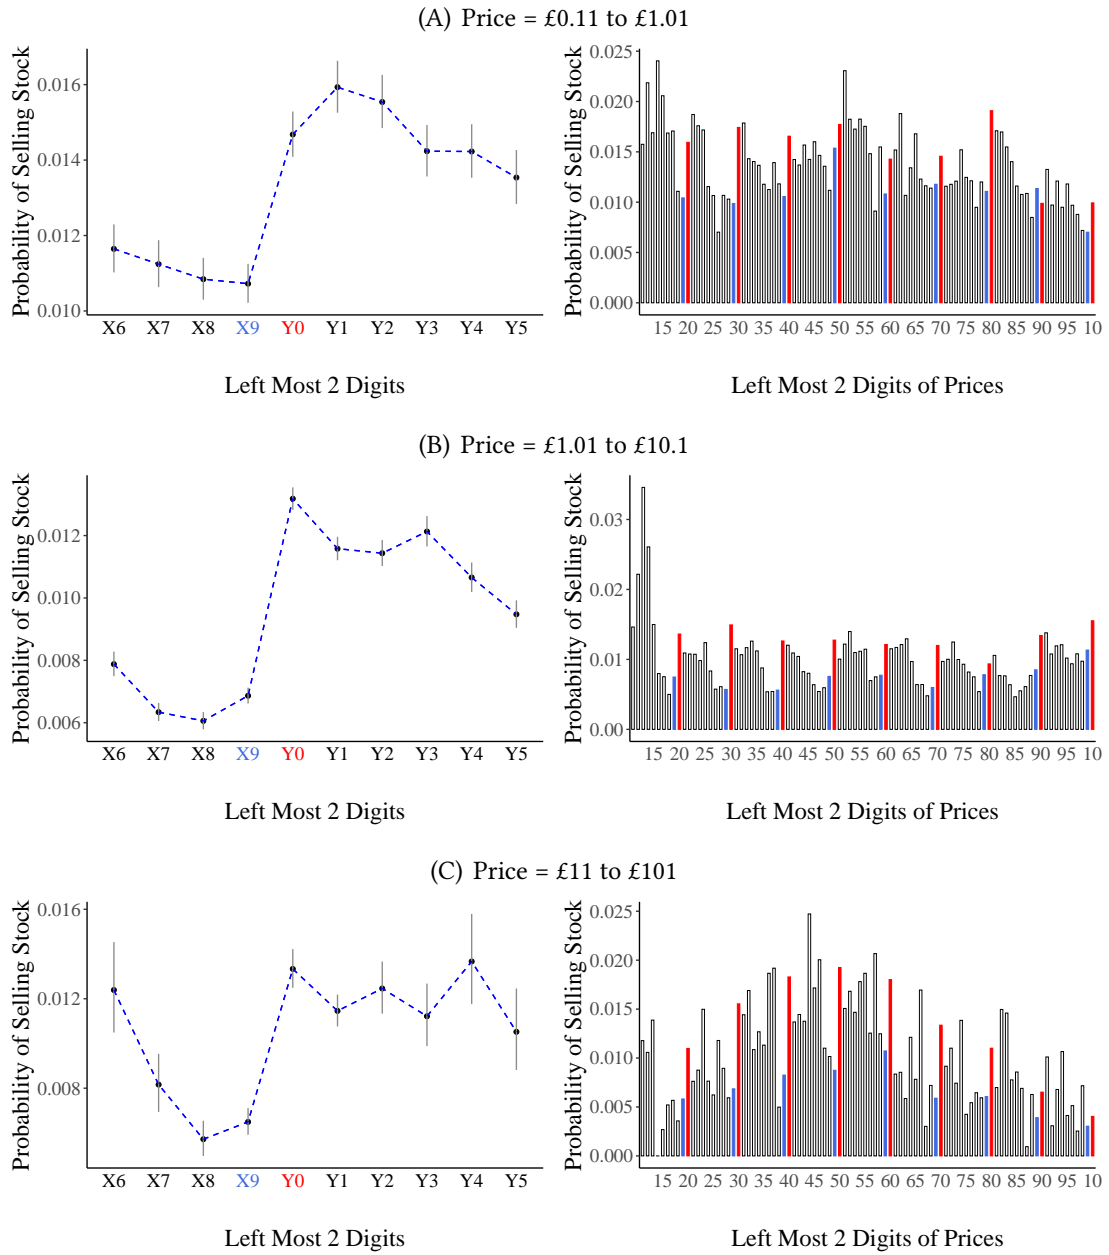 (A) Price = £0.11 to £1.01
Probability of Selling Stock
0.016
0.014
0.012
0.010
X6 X7 X8 X9 Y0 Y1 Y2 Y3 Y4 Y5
Left Most 2 Digits
Probability of Selling Stock
0.025
0.020
0.015
0.010
0.005
0.000
15 20 25 30 35 40 45 50 55 60 65 70 75 80 85 90 95 10
Left Most 2 Digits of Prices
(B) Price = £1.01 to £10.1
Probability of Selling Stock
0.012
0.010
0.008
0.006
X6 X7 X8 X9 Y0 Y1 Y2 Y3 Y4 Y5
Left Most 2 Digits
Probability of Selling Stock
0.03
0.02
0.01
0.00
15 20 25 30 35 40 45 50 55 60 65 70 75 80 85 90 95 10
Left Most 2 Digits of Prices
(C) Price = £11 to £101
Probability of Selling Stock
0.016
0.012
0.008
X6 X7 X8 X9 Y0 Y1 Y2 Y3 Y4 Y5
Left Most 2 Digits
Probability of Selling Stock
0.025
0.020
0.015
0.010
0.005
0.000
15 20 25 30 35 40 45 50 55 60 65 70 75 80 85 90 95 10
Left Most 2 Digits of Prices